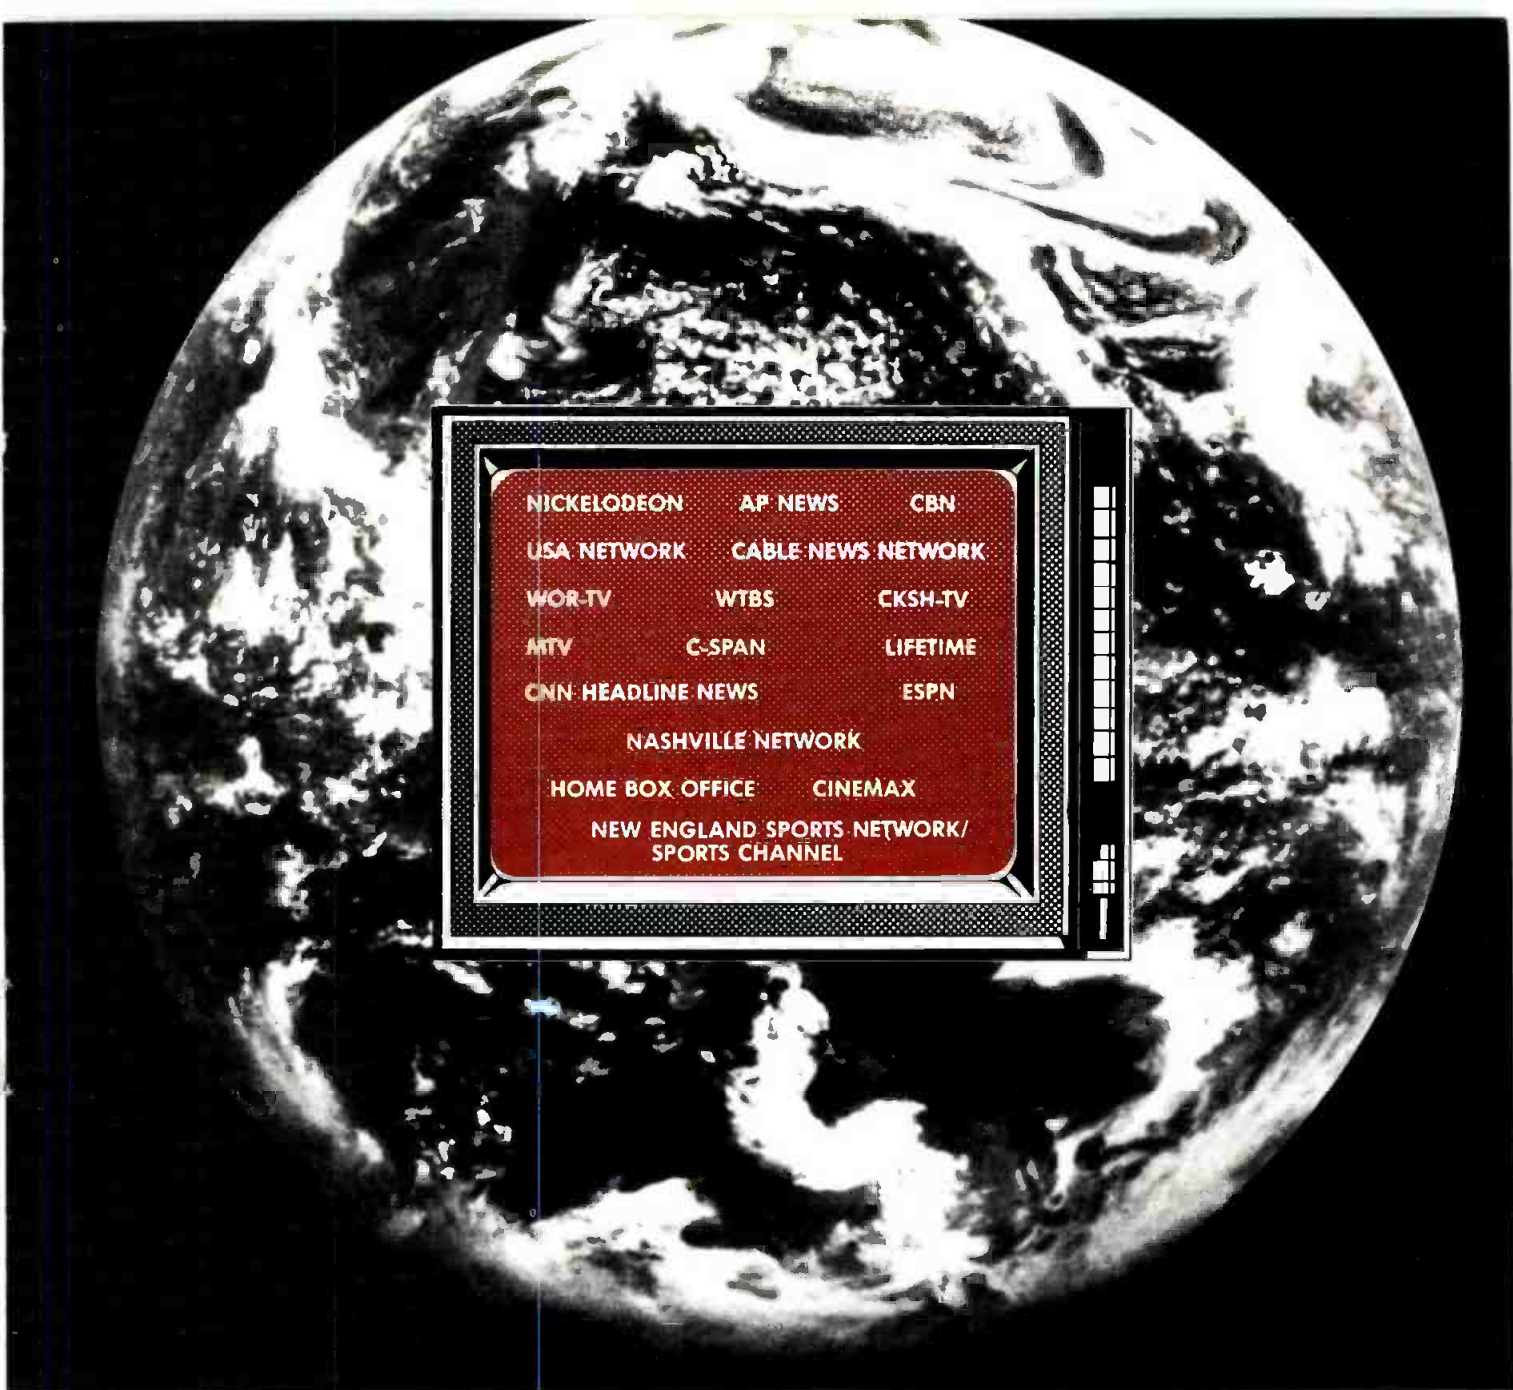 NICKELODEON AP NEWS CBN
USA NETWORK CABLE NEWS NETWORK
WOR-TV WTBS CKSH-TV
MTV C-SPAN LIFETIME
CNN HEADLINE NEWS ESPN
NASHVILLE NETWORK
HOME BOX OFFICE CINEMAX
NEW ENGLAND SPORTS NETWORK/
SPORTS CHANNEL